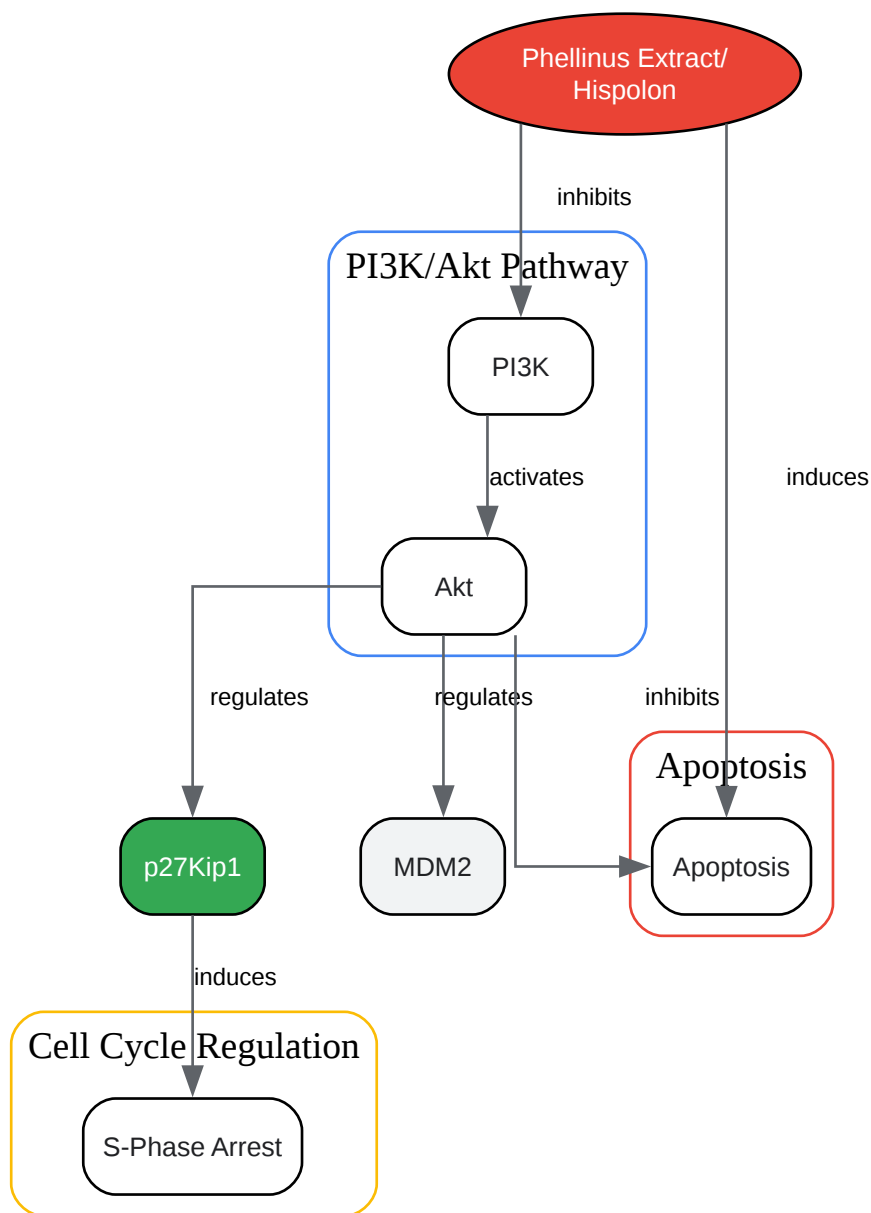 Phellinus Extract/
Hispolon
inhibits
PI3K/Akt Pathway
PI3K
activates
induces
Akt
regulates
regulates
inhibits
Apoptosis
p27Kip1
MDM2
Apoptosis
induces
Cell Cycle Regulation
S-Phase Arrest